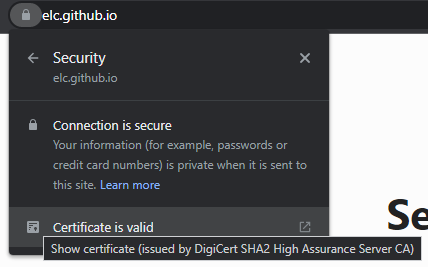 elc.github.io
Security
elc.github.io
Connection is secure
Your information (for example, passwords or
credit card numbers) is private when it is sent to
this site. Learn more
Se
Certificate is valid
Show certificate (issued by DigiCert SHA2 High Assurance Server CA)